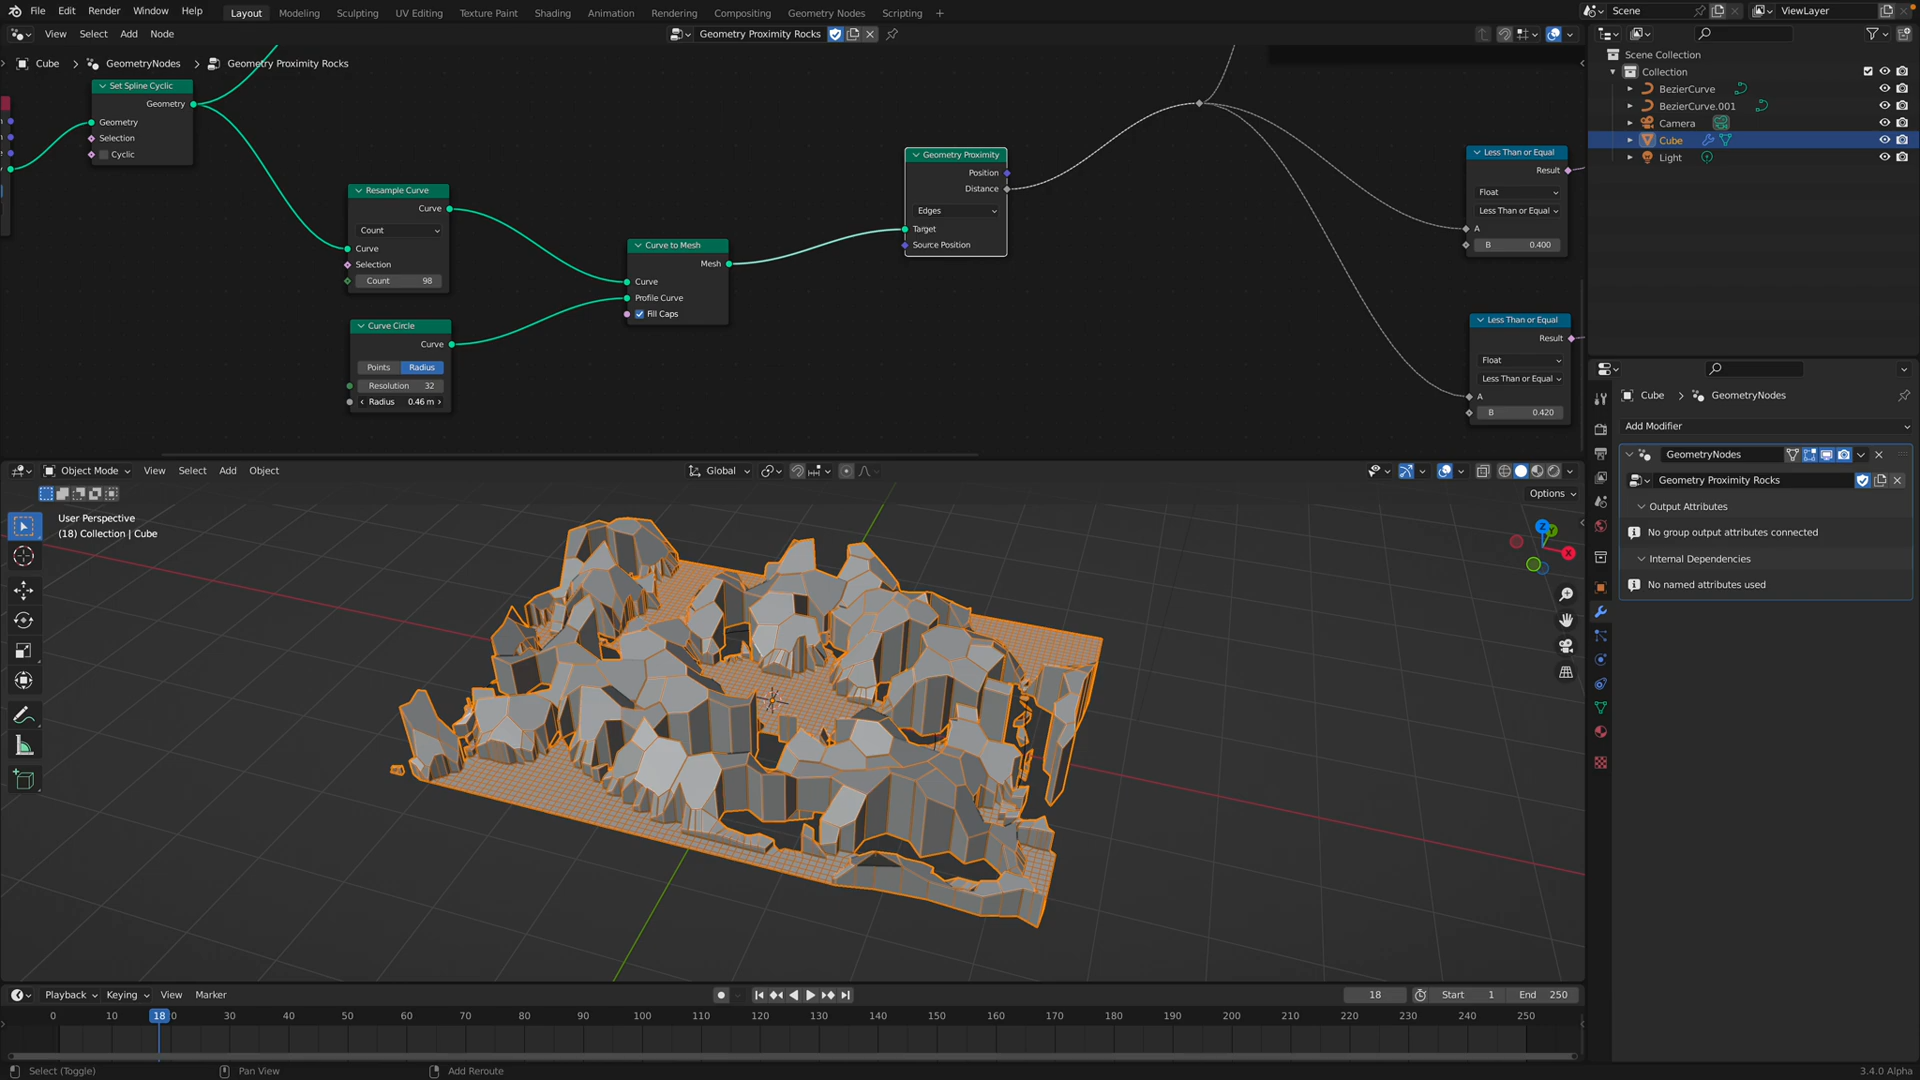 File Edit Render Window Help
Layout Modeling Sculpting UV Editing Texture Paint Shading Animation Rendering Compositing Geometry Nodes Scripting +
Scene
ViewLayer
View Select Add Node
Geometry Proximity Rocks
Cube > GeometryNodes > Geometry Proximity Rocks
Set Spline Cyclic
Geometry
Geometry
Selection
Cyclic
Resample Curve
Curve
Count
Curve
Selection
Count 98
Curve Circle
Curve
Points Radius
Resolution 32
Radius 0.46 m
Curve to Mesh
Mesh
Curve
Profile Curve
Fill Caps
Geometry Proximity
Position
Distance
Edges
Target
Source Position
Less Than or Equal
Result
Float
Less Than or Equal
A
B 0.400
Less Than or Equal
Result
Float
Less Than or Equal
A
B 0.420
Scene Collection
Collection
BezierCurve
BezierCurve.001
Camera
Cube
Light
Cube > GeometryNodes
Add Modifier
GeometryNodes
Geometry Proximity Rocks
Output Attributes
No group output attributes connected
Internal Dependencies
No named attributes used
Object Mode View Select Add Object
Global
Options
User Perspective
(18) Collection | Cube
Z
Y
X
Playback Keying View Marker
18 Start 1 End 250
0 10 18 0 30 40 50 60 70 80 90 100 110 120 130 140 150 160 170 180 190 200 210 220 230 240 250
Select (Toggle) Pan View Add Reroute 3.4.0 Alpha